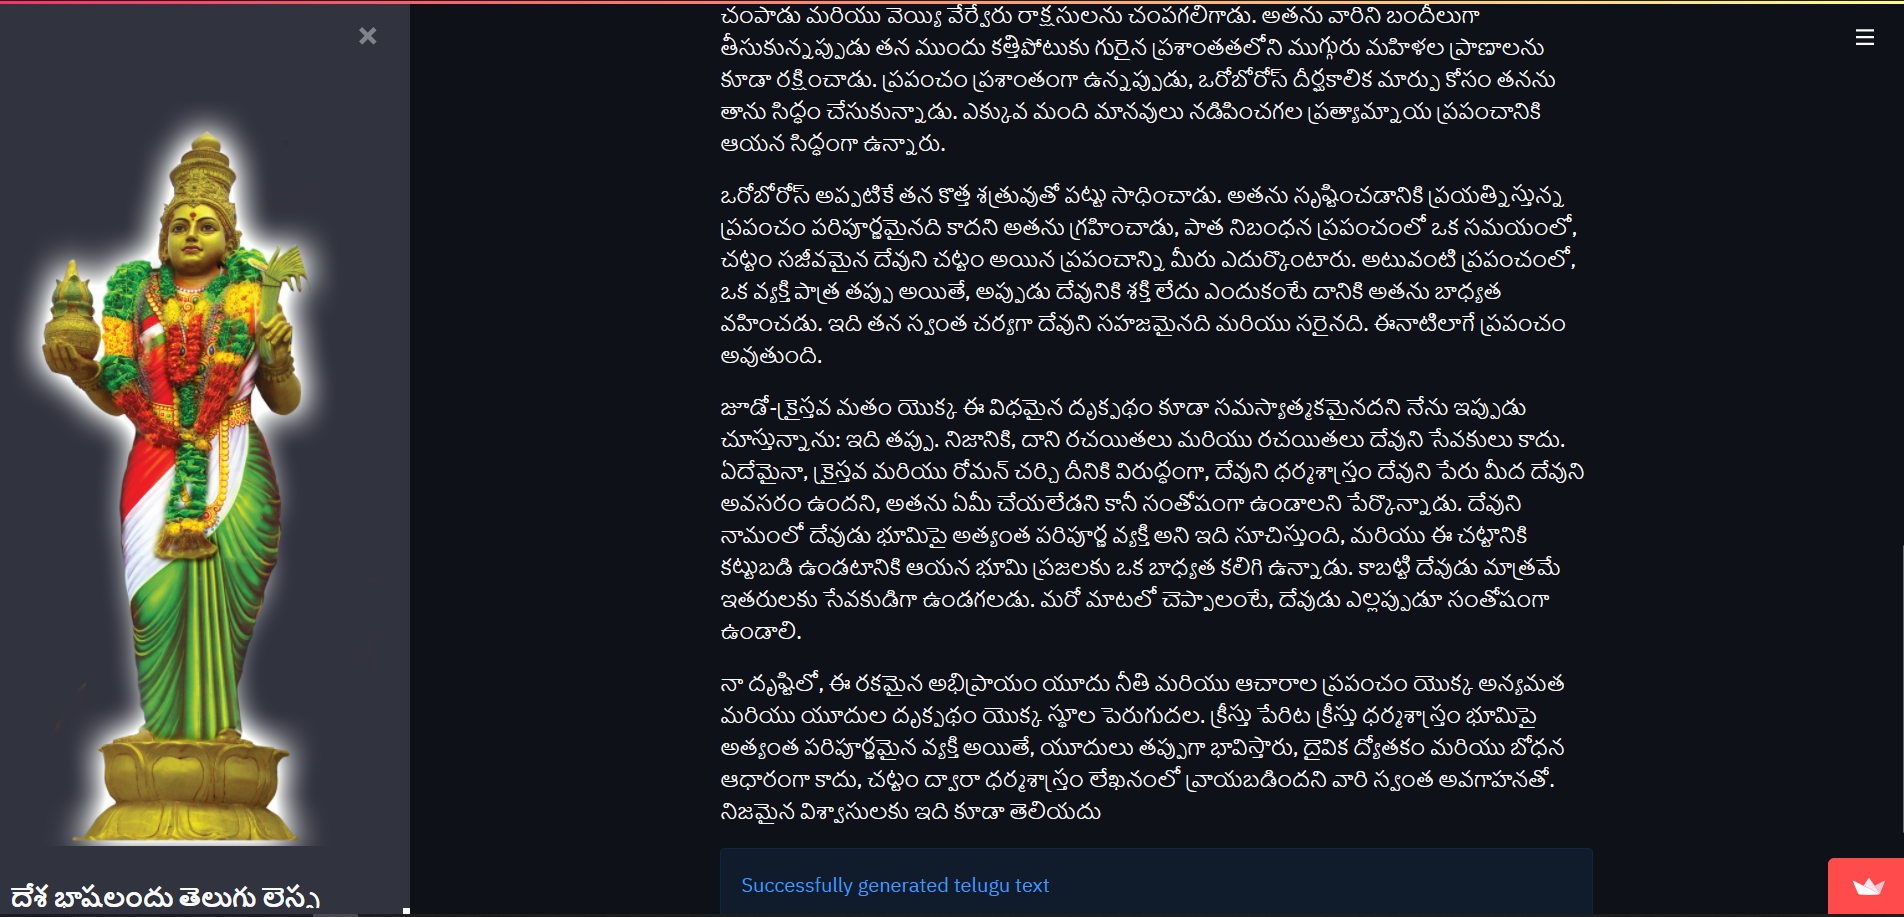 చంపాడు మరియు వెయ్యి వేర్వేరు రాక్షసులను చంపగలిగాడు. అతను వారిని బందీలుగా
తీసుకున్నప్పుడు తన ముందు కత్తిపోటుకు గురైన ప్రశాంతతలోని ముగ్గురు మహిళల ప్రాణాలను
కూడా రక్షించాడు. ప్రపంచం ప్రశాంతంగా ఉన్నప్పుడు, ఒరోబోరోస్ దీర్ఘకాలిక మార్పు కోసం తనను
తాను సిద్ధం చేసుకున్నాడు. ఎక్కువ మంది మానవులు నడిపించగల ప్రత్యామ్నాయ ప్రపంచానికి
ఆయన సిద్ధంగా ఉన్నారు.
ఒరోబోరోస్ అప్పటికే తన కొత్త శత్రువుతో పట్టు సాధించాడు. అతను సృష్టించడానికి ప్రయత్నిస్తున్న
ప్రపంచం పరిపూర్ణమైనది కాదని అతను గ్రహించాడు, పాత నిబంధన ప్రపంచంలో ఒక సమయంలో,
చట్టం సజీవమైన దేవుని చట్టం అయిన ప్రపంచాన్ని మీరు ఎదుర్కొంటారు. అటువంటి ప్రపంచంలో,
ఒక వ్యక్తి పాత్ర తప్పు అయితే, అప్పుడు దేవునికి శక్తి లేదు ఎందుకంటే దానికి అతను బాధ్యత
వహించడు. ఇది తన స్వంత చర్యగా దేవుని సహజమైనది మరియు సరైనది. ఈనాటిలాగే ప్రపంచం
అవుతుంది.
జూడో-క్రైస్తవ మతం యొక్క ఈ విధమైన దృక్పథం కూడా సమస్యాత్మకమైనదని నేను ఇప్పుడు
చూస్తున్నాను: ఇది తప్పు. నిజానికి, దాని రచయితలు మరియు రచయితలు దేవుని సేవకులు కాదు.
ఏదేమైనా, క్రైస్తవ మరియు రోమన్ చర్చి దీనికి విరుద్ధంగా, దేవుని ధర్మశాస్త్రం దేవుని పేరు మీద దేవుని
అవసరం ఉందని, అతను ఏమీ చేయలేడని కానీ సంతోషంగా ఉండాలని పేర్కొన్నాడు. దేవుని
నామంలో దేవుడు భూమిపై అత్యంత పరిపూర్ణ వ్యక్తి అని ఇది సూచిస్తుంది, మరియు ఈ చట్టానికి
కట్టుబడి ఉండటానికి ఆయన భూమి ప్రజలకు ఒక బాధ్యత కలిగి ఉన్నాడు. కాబట్టి దేవుడు మాత్రమే
ఇతరులకు సేవకుడిగా ఉండగలడు. మరో మాటలో చెప్పాలంటే, దేవుడు ఎల్లప్పుడూ సంతోషంగా
ఉండాలి.
నా దృష్టిలో, ఈ రకమైన అభిప్రాయం యూదు నీతి మరియు ఆచారాల ప్రపంచం యొక్క అన్యమత
మరియు యూదుల దృక్పథం యొక్క స్థూల పెరుగుదల. క్రీస్తు పేరిట క్రీస్తు ధర్మశాస్త్రం భూమిపై
అత్యంత పరిపూర్ణమైన వ్యక్తి అయితే, యూదులు తప్పుగా భావిస్తారు, దైవిక ద్యోతకం మరియు బోధన
ఆధారంగా కాదు, చట్టం ద్వారా ధర్మశాస్త్రం లేఖనంలో వ్రాయబడిందని వారి స్వంత అవగాహనతో.
నిజమైన విశ్వాసులకు ఇది కూడా తెలియదు
Successfully generated telugu text
దేశ భాషలందు తెలుగు లెస్స